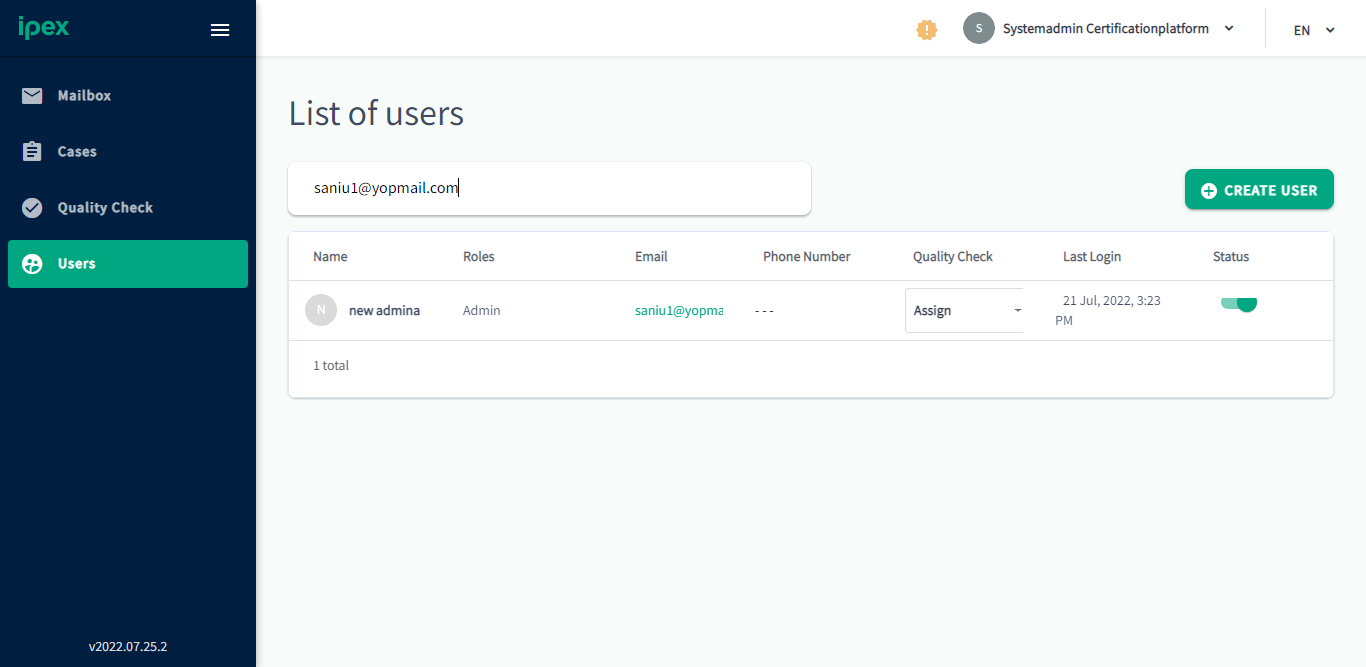 ipex
S
Systemadmin Certificationplatform
EN
Mailbox
Cases
Quality Check
Users
v2022.07.25.2
List of users
saniu1@yopmail.com
CREATE USER
Name Roles Email Phone Number Quality Check Last Login Status
N new admina Admin saniu1@yopma - - - Assign 21 Jul, 2022, 3:23
PM
1 total